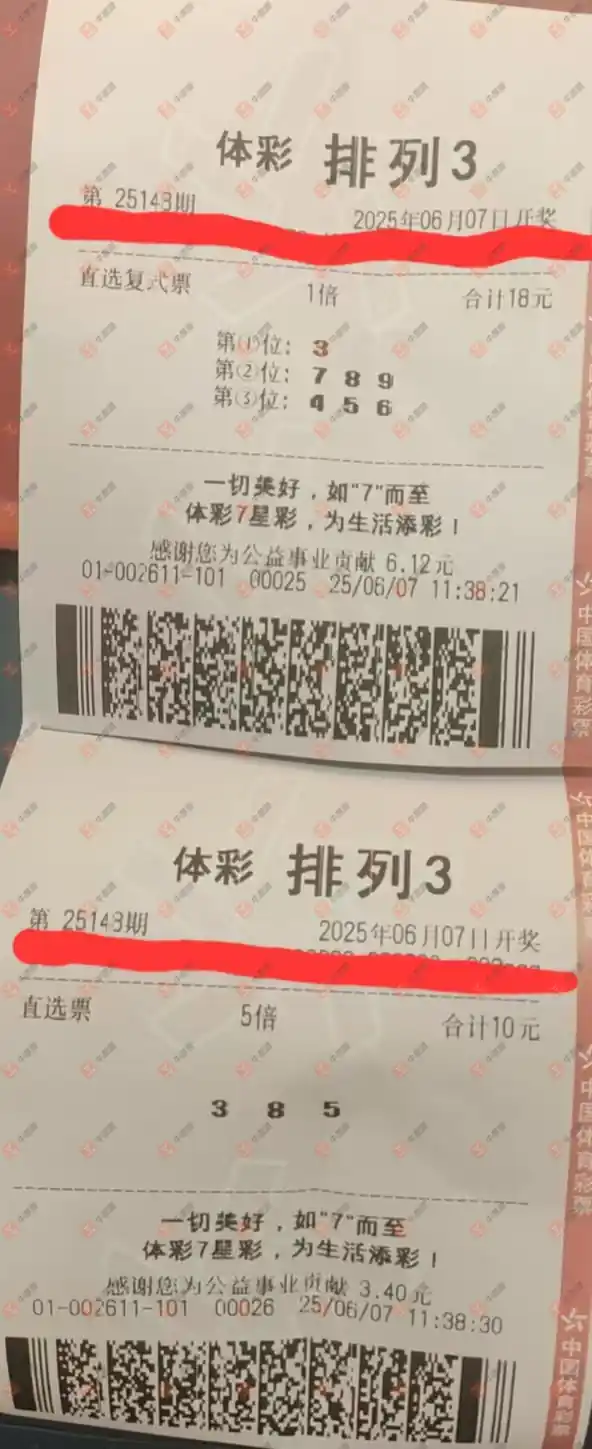 体彩 排列3
第 25148期 2025年06月07日开奖
直选复式票 1倍 合计18元
第①位: 3
第②位: 7 8 9
第③位: 4 5 6
一切美好，如"7"而至
体彩7星彩，为生活添彩！
感谢您为公益事业贡献 6.12元
01-002611-101 00025 25/06/07 11:38:21
体彩 排列3
第 25148期 2025年06月07日开奖
直选票 5倍 合计10元
3 8 5
一切美好，如"7"而至
体彩7星彩，为生活添彩！
感谢您为公益事业贡献 3.40元
01-002611-101 00026 25/06/07 11:38:30
中国体育彩票
中国体育彩票
中国体育彩票